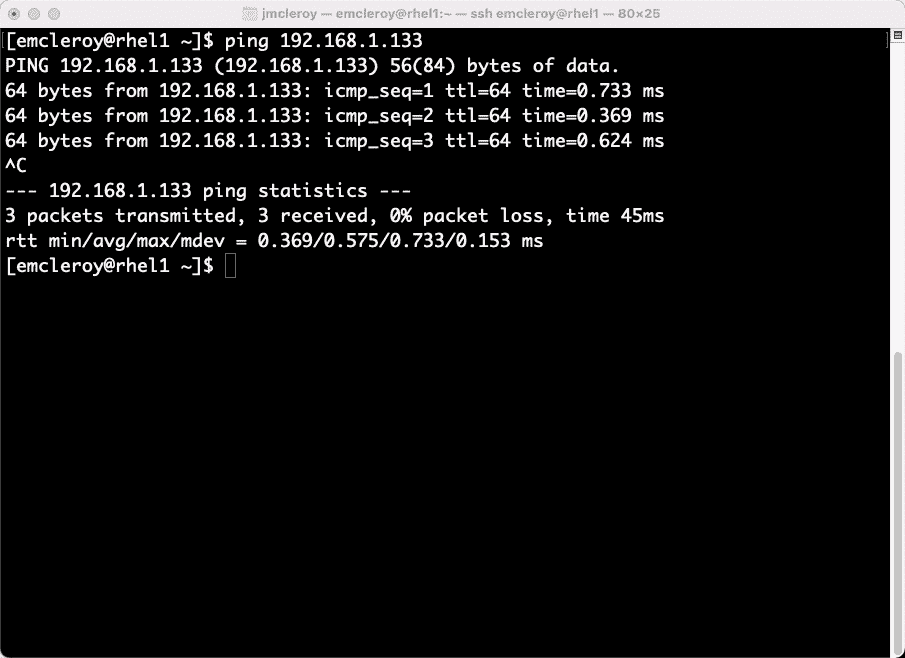 jmcleroy — emcleroy@rhel1:~ — ssh emcleroy@rhel1 — 80×25
[emcleroy@rhel1 ~]$ ping 192.168.1.133
PING 192.168.1.133 (192.168.1.133) 56(84) bytes of data.
64 bytes from 192.168.1.133: icmp_seq=1 ttl=64 time=0.733 ms
64 bytes from 192.168.1.133: icmp_seq=2 ttl=64 time=0.369 ms
64 bytes from 192.168.1.133: icmp_seq=3 ttl=64 time=0.624 ms
^C
--- 192.168.1.133 ping statistics ---
3 packets transmitted, 3 received, 0% packet loss, time 45ms
rtt min/avg/max/mdev = 0.369/0.575/0.733/0.153 ms
[emcleroy@rhel1 ~]$